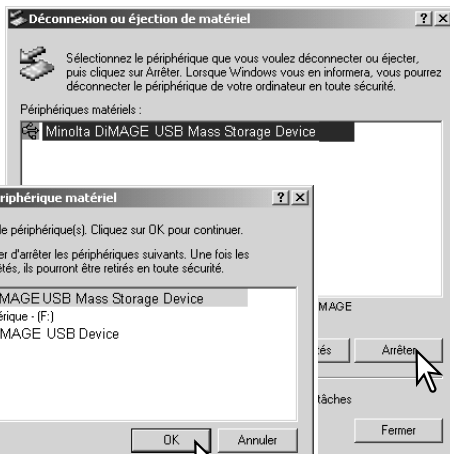 Déconnexion ou éjection de matériel
Sélectionnez le périphérique que vous voulez déconnecter ou éjecter,
puis cliquez sur Arrêter. Lorsque Windows vous en informera, vous pourrez
déconnecter le périphérique de votre ordinateur en toute sécurité.
Périphériques matériels :
Minolta DiMAGE USB Mass Storage Device
riphérique matériel
de périphérique(s). Cliquez sur OK pour continuer.
er d'arrêter les périphériques suivants. Une fois les
êtés, ils pourront être retirés en toute sécurité.
MAGE USB Mass Storage Device
érique - (F:)
MAGE USB Device
OK
Annuler
MAGE
tés
Arrêter
tâches
Fermer